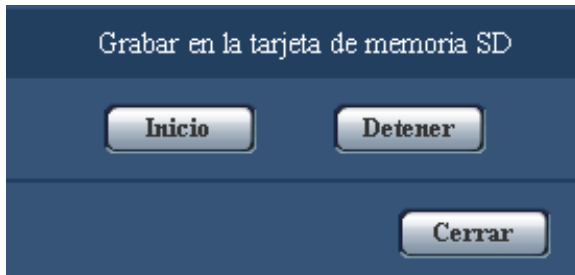 Grabar en la tarjeta de memoria SD
Inicio Detener
Cerrar